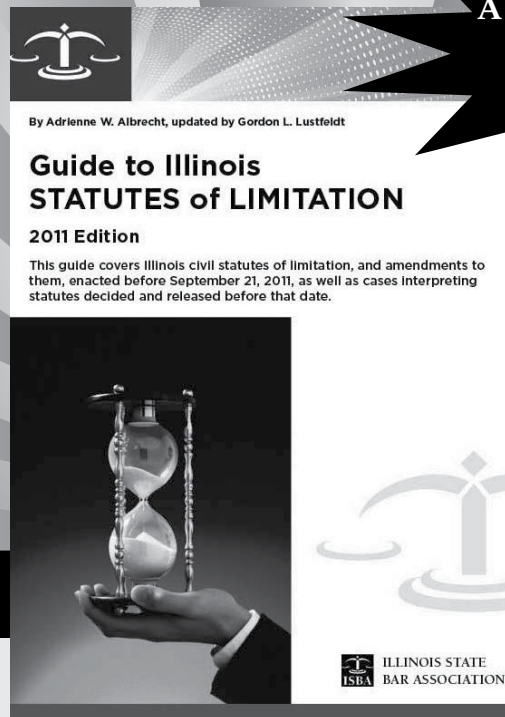 A
By Adrienne W. Albrecht, updated by Gordon L. Lustfeldt
Guide to Illinois
STATUTES of LIMITATION
2011 Edition
This guide covers Illinois civil statutes of limitation, and amendments to
them, enacted before September 21, 2011, as well as cases interpreting
statutes decided and released before that date.
ISBA
ILLINOIS STATE
BAR ASSOCIATION